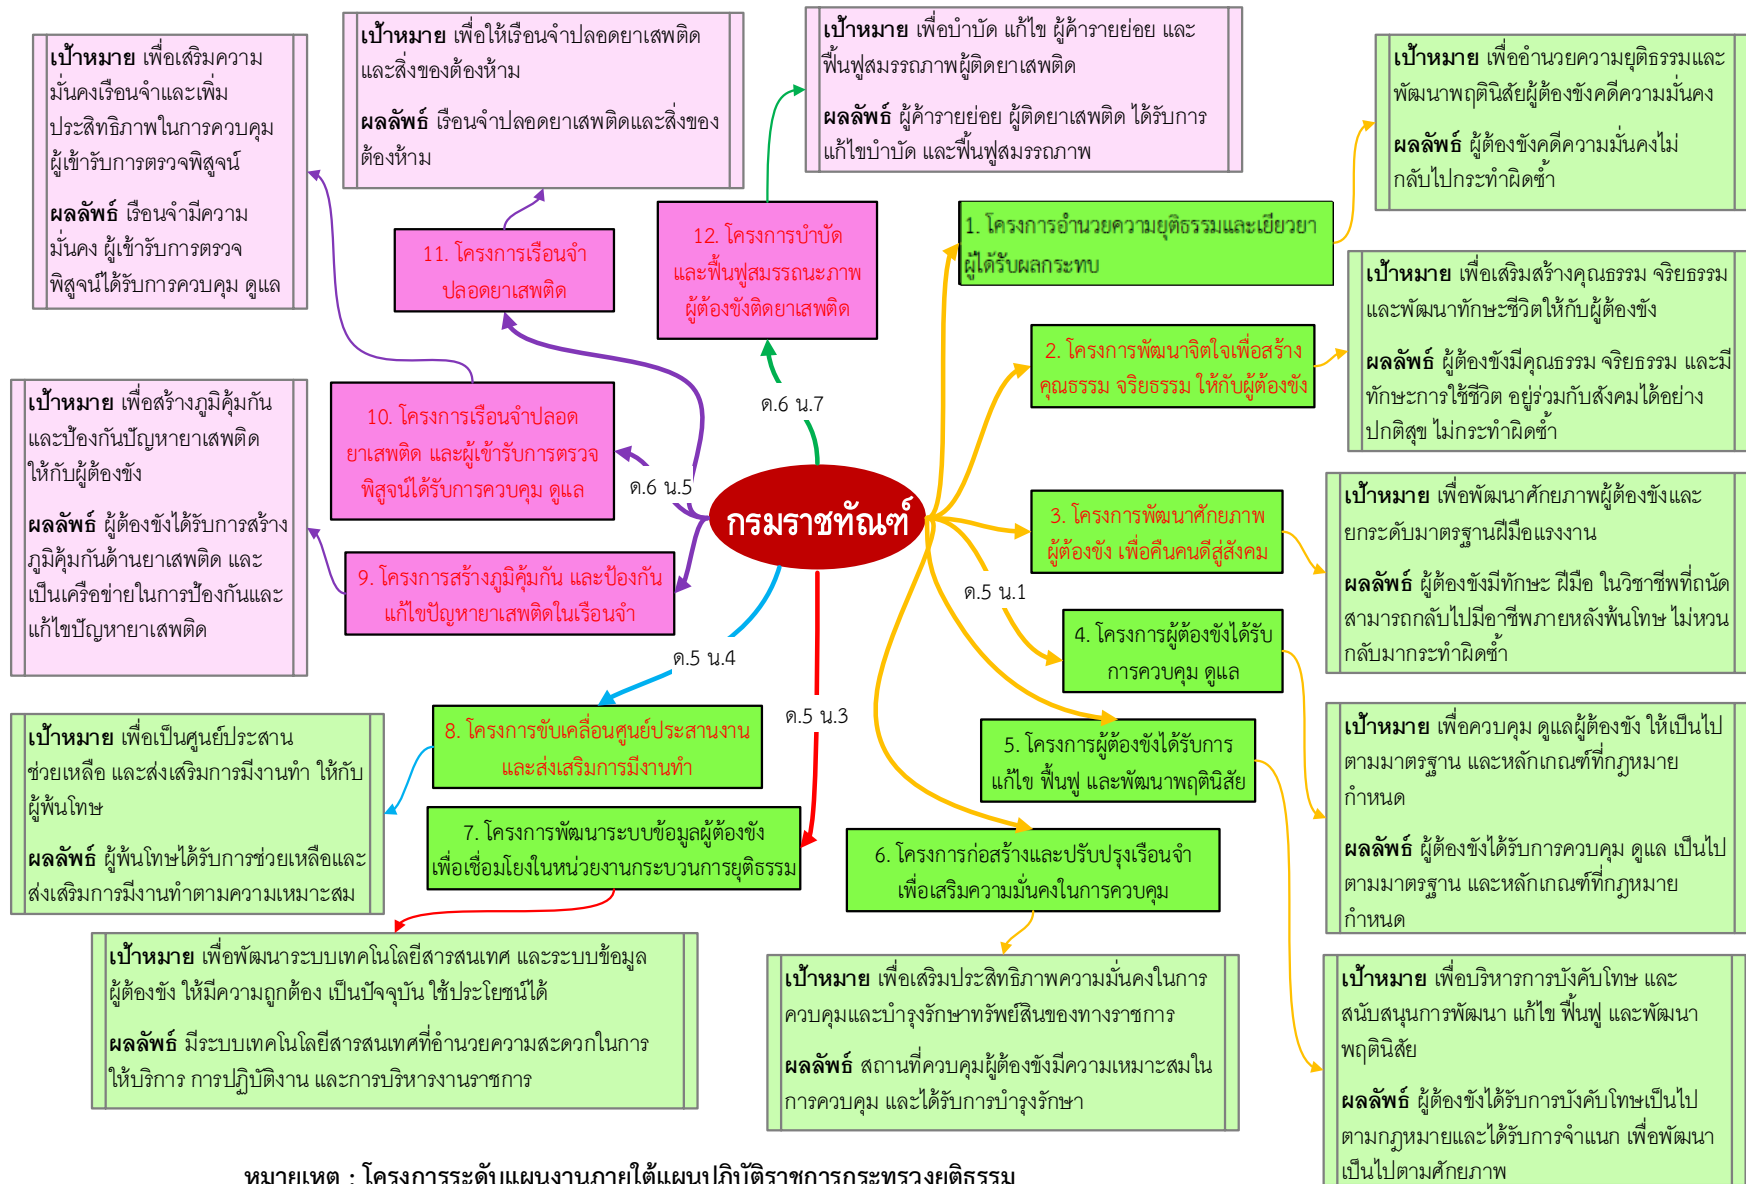 เป้าหมาย เพื่อเสริมความ
มั่นคงเรือนจำและเพิ่ม
ประสิทธิภาพในการควบคุม
ผู้เข้ารับการตรวจพิสูจน์
ผลลัพธ์ เรือนจำมีความ
มั่นคง ผู้เข้ารับการตรวจ
พิสูจน์ได้รับการควบคุม ดูแล
เป้าหมาย เพื่อให้เรือนจำปลอดยาเสพติด
และสิ่งของต้องห้าม
ผลลัพธ์ เรือนจำปลอดยาเสพติดและสิ่งของ
ต้องห้าม
เป้าหมาย เพื่อบำบัด แก้ไข ผู้ค้ารายย่อย และ
ฟื้นฟูสมรรถภาพผู้ติดยาเสพติด
ผลลัพธ์ ผู้ค้ารายย่อย ผู้ติดยาเสพติด ได้รับการ
แก้ไขบำบัด และฟื้นฟูสมรรถภาพ
เป้าหมาย เพื่ออำนวยความยุติธรรมและ
พัฒนาพฤตินิสัยผู้ต้องขังคดีความมั่นคง
ผลลัพธ์ ผู้ต้องขังคดีความมั่นคงไม่
กลับไปกระทำผิดซ้ำ
11. โครงการเรือนจำ
ปลอดยาเสพติด
12. โครงการบำบัด
และฟื้นฟูสมรรถนะภาพ
ผู้ต้องขังติดยาเสพติด
1. โครงการอำนวยความยุติธรรมและเยียวยา
ผู้ได้รับผลกระทบ
2. โครงการพัฒนาจิตใจเพื่อสร้าง
คุณธรรม จริยธรรม ให้กับผู้ต้องขัง
เป้าหมาย เพื่อเสริมสร้างคุณธรรม จริยธรรม
และพัฒนาทักษะชีวิตให้กับผู้ต้องขัง
ผลลัพธ์ ผู้ต้องขังมีคุณธรรม จริยธรรม และมี
ทักษะการใช้ชีวิต อยู่ร่วมกับสังคมได้อย่าง
ปกติสุข ไม่กระทำผิดซ้ำ
เป้าหมาย เพื่อสร้างภูมิคุ้มกัน
และป้องกันปัญหายาเสพติด
ให้กับผู้ต้องขัง
ผลลัพธ์ ผู้ต้องขังได้รับการสร้าง
ภูมิคุ้มกันด้านยาเสพติด และ
เป็นเครือข่ายในการป้องกันและ
แก้ไขปัญหายาเสพติด
10. โครงการเรือนจำปลอด
ยาเสพติด และผู้เข้ารับการตรวจ
พิสูจน์ได้รับการควบคุม ดูแล
ด.6 น.7
ด.6 น.5
กรมราชทัณฑ์
3. โครงการพัฒนาศักยภาพ
ผู้ต้องขัง เพื่อคืนคนดีสู่สังคม
เป้าหมาย เพื่อพัฒนาศักยภาพผู้ต้องขังและ
ยกระดับมาตรฐานฝีมือแรงงาน
ผลลัพธ์ ผู้ต้องขังมีทักษะ ฝีมือ ในวิชาชีพที่ถนัด
สามารถกลับไปมีอาชีพภายหลังพ้นโทษ ไม่หวน
กลับมากระทำผิดซ้ำ
9. โครงการสร้างภูมิคุ้มกัน และป้องกัน
แก้ไขปัญหายาเสพติดในเรือนจำ
ด.5 น.1
4. โครงการผู้ต้องขังได้รับ
การควบคุม ดูแล
ด.5 น.4
ด.5 น.3
8. โครงการขับเคลื่อนศูนย์ประสานงาน
และส่งเสริมการมีงานทำ
5. โครงการผู้ต้องขังได้รับการ
แก้ไข ฟื้นฟู และพัฒนาพฤตินิสัย
เป้าหมาย เพื่อควบคุม ดูแลผู้ต้องขัง ให้เป็นไป
ตามมาตรฐาน และหลักเกณฑ์ที่กฎหมาย
กำหนด
ผลลัพธ์ ผู้ต้องขังได้รับการควบคุม ดูแล เป็นไป
ตามมาตรฐาน และหลักเกณฑ์ที่กฎหมาย
กำหนด
เป้าหมาย เพื่อเป็นศูนย์ประสาน
ช่วยเหลือ และส่งเสริมการมีงานทำ ให้กับ
ผู้พ้นโทษ
ผลลัพธ์ ผู้พ้นโทษได้รับการช่วยเหลือและ
ส่งเสริมการมีงานทำตามความเหมาะสม
7. โครงการพัฒนาระบบข้อมูลผู้ต้องขัง
เพื่อเชื่อมโยงในหน่วยงานกระบวนการยุติธรรม
6. โครงการก่อสร้างและปรับปรุงเรือนจำ
เพื่อเสริมความมั่นคงในการควบคุม
เป้าหมาย เพื่อพัฒนาระบบเทคโนโลยีสารสนเทศ และระบบข้อมูล
ผู้ต้องขัง ให้มีความถูกต้อง เป็นปัจจุบัน ใช้ประโยชน์ได้
ผลลัพธ์ มีระบบเทคโนโลยีสารสนเทศที่อำนวยความสะดวกในการ
ให้บริการ การปฏิบัติงาน และการบริหารงานราชการ
เป้าหมาย เพื่อเสริมประสิทธิภาพความมั่นคงในการ
ควบคุมและบำรุงรักษาทรัพย์สินของทางราชการ
ผลลัพธ์ สถานที่ควบคุมผู้ต้องขังมีความเหมาะสมใน
การควบคุม และได้รับการบำรุงรักษา
เป้าหมาย เพื่อบริหารการบังคับโทษ และ
สนับสนุนการพัฒนา แก้ไข ฟื้นฟู และพัฒนา
พฤตินิสัย
ผลลัพธ์ ผู้ต้องขังได้รับการบังคับโทษเป็นไป
ตามกฎหมายและได้รับการจำแนก เพื่อพัฒนา
เป็นไปตามศักยภาพ
หมายเหตุ : โครงการระดับแผนงานภายใต้แผนปฏิบัติราชการกระทรวงยุติธรรม